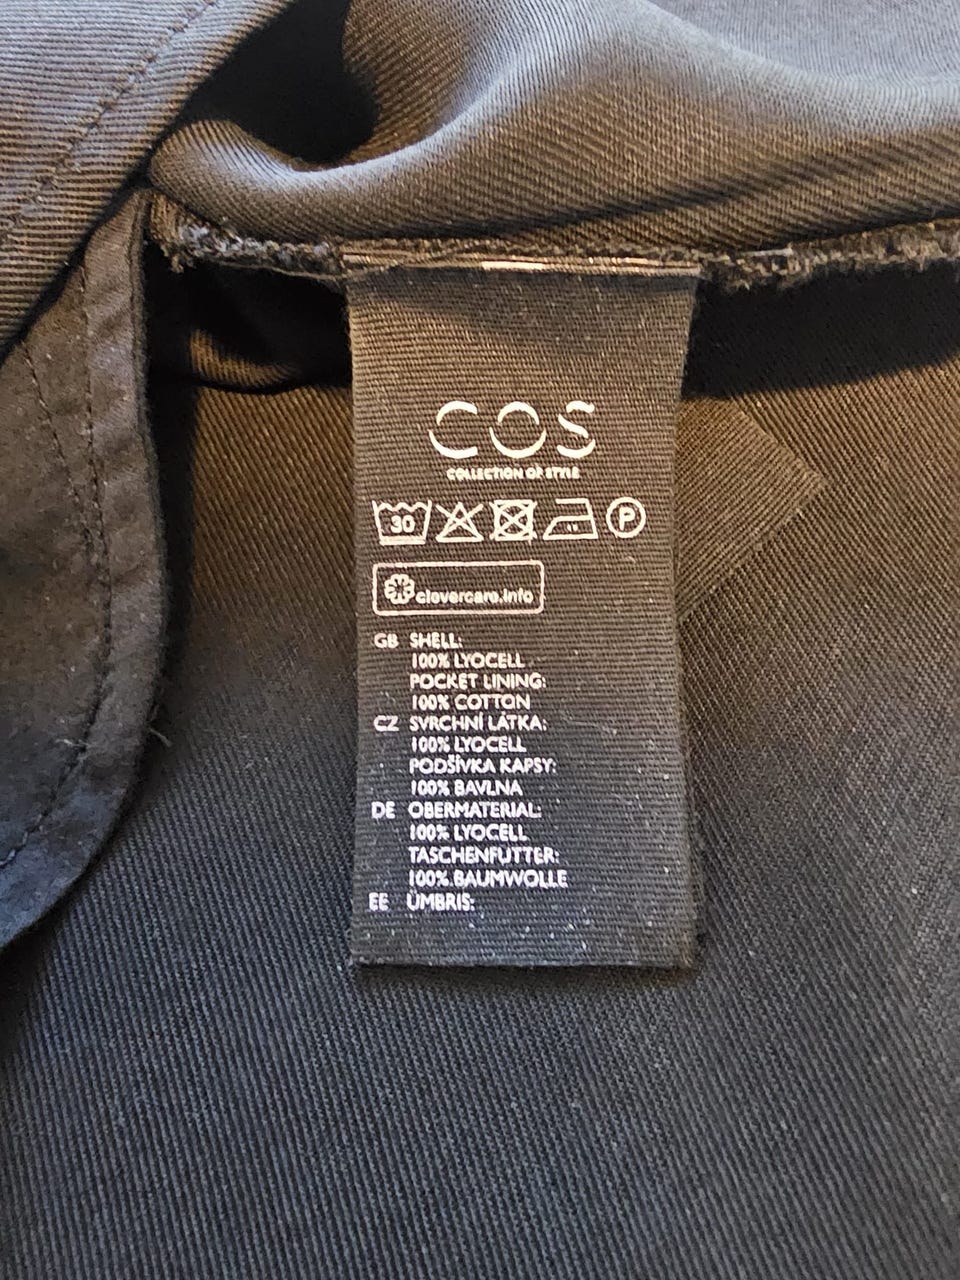 COS
COLLECTION OF STYLE
30 P
clevercare.info
GB SHELL:
100% LYOCELL
POCKET LINING:
100% COTTON
CZ SVRCHNÍ LÁTKA:
100% LYOCELL
PODŠÍVKA KAPSY:
100% BAVLNA
DE OBERMATERIAL:
100% LYOCELL
TASCHENFUTTER:
100% BAUMWOLLE
EE ÜMBRIS: